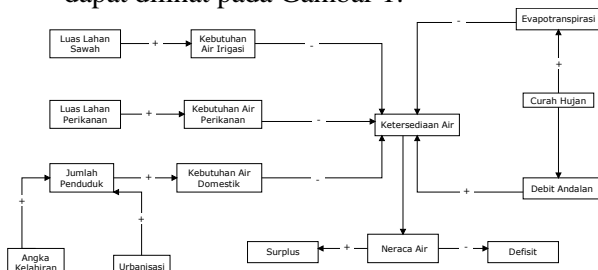 dapat dilihat pada Gambar 1.
Evapotranspirasi
Luas Lahan
Sawah
+
Kebutuhan
Air Irigasi
-
-
+
Curah Hujan
Luas Lahan
Perikanan
+
Kebutuhan Air
Perikanan
-
Ketersediaan Air
Jumlah
Penduduk
+
Kebutuhan Air
Domestik
-
+
Debit Andalan
+
+
Angka
Kelahiran
Urbanisasi
Surplus
+
Neraca Air
-
Defisit